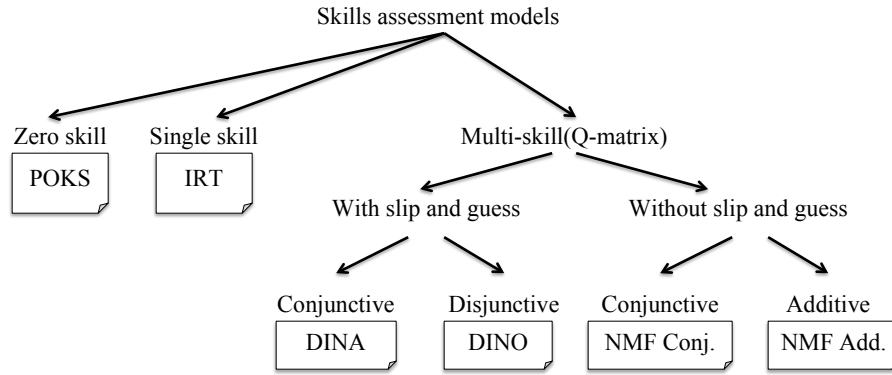 Skills assessment models
Zero skill
Single skill
Multi-skill(Q-matrix)
POKS
IRT
With slip and guess
Without slip and guess
Conjunctive
Disjunctive
Conjunctive
Additive
DINA
DINO
NMF Conj.
NMF Add.